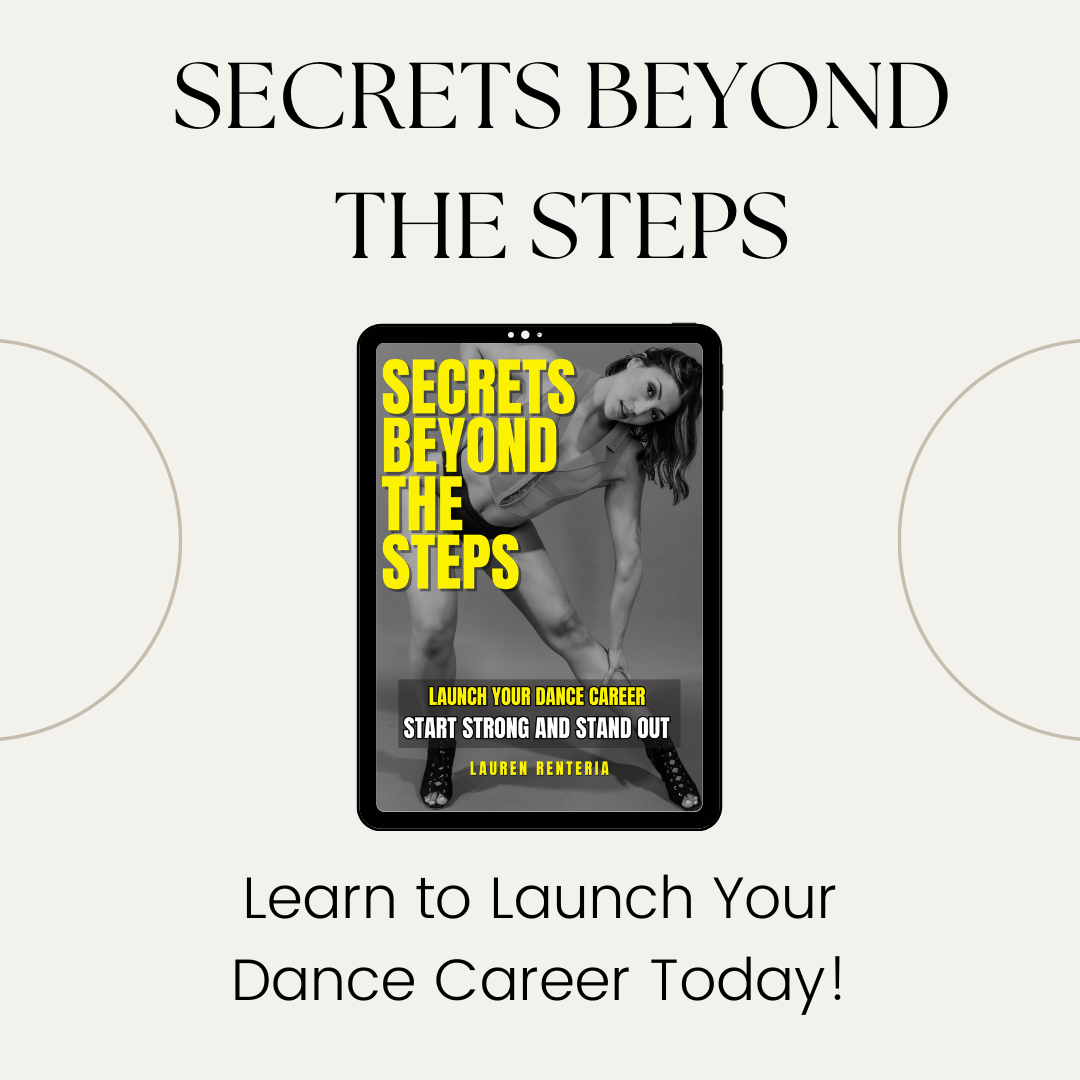 SECRETS BEYOND
THE STEPS
SECRETS
BEYOND
THE
STEPS
LAUNCH YOUR DANCE CAREER
START STRONG AND STAND OUT
LAUREN RENTERIA
Learn to Launch Your
Dance Career Today!